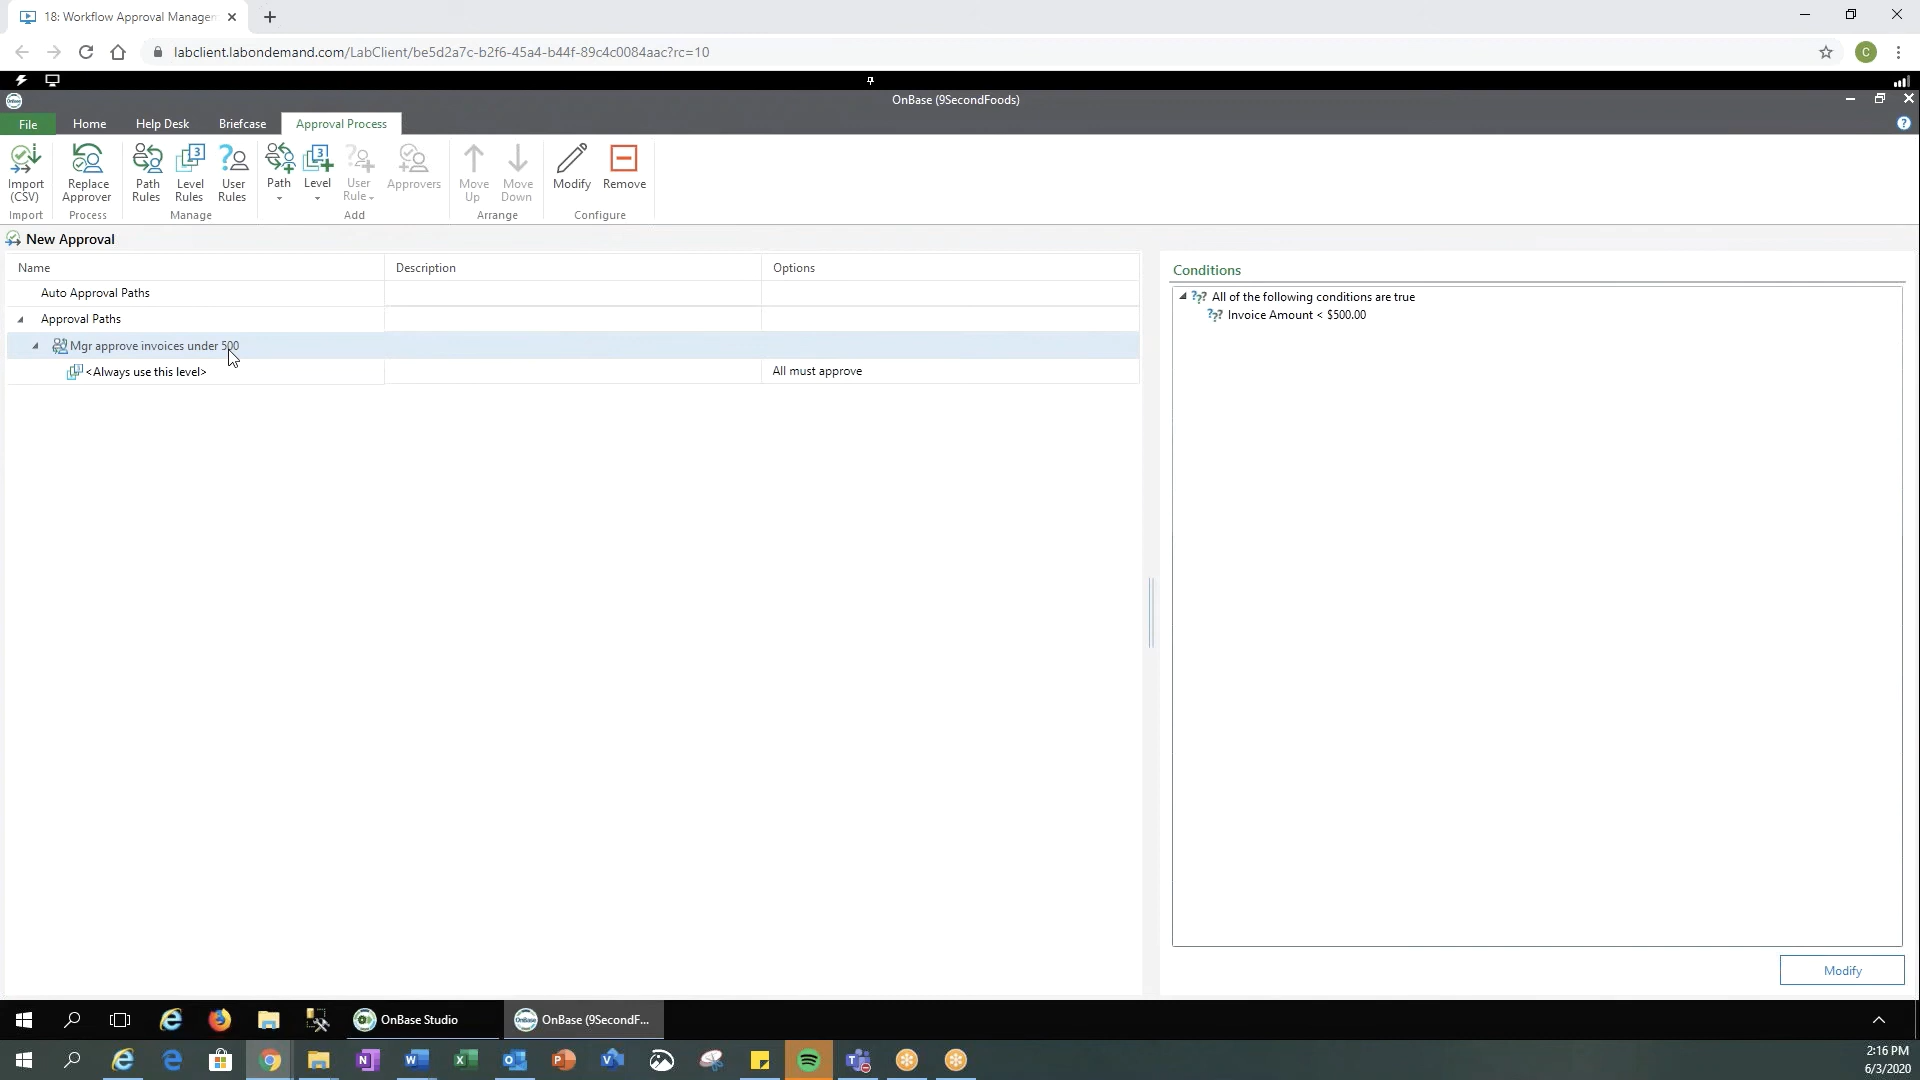 18: Workflow Approval Managen
labclient.labondemand.com/LabClient/be5d2a7c-b2f6-45a4-b44f-89c4c0084aac?rc=10
C
OnBase (9SecondFoods)
File Home Help Desk Briefcase Approval Process
Import (CSV)
Replace Approver
Path Rules
Level Rules
User Rules
Path
Level
User Rule
Approvers
Move Up
Move Down
Modify
Remove
Import Process Manage Add Arrange Configure
New Approval
Name Description Options
Auto Approval Paths
Approval Paths
Mgr approve invoices under 500
<Always use this level> All must approve
Conditions
All of the following conditions are true
Invoice Amount < $500.00
Modify
OnBase Studio
OnBase (9SecondF...
2:16 PM
6/3/2020